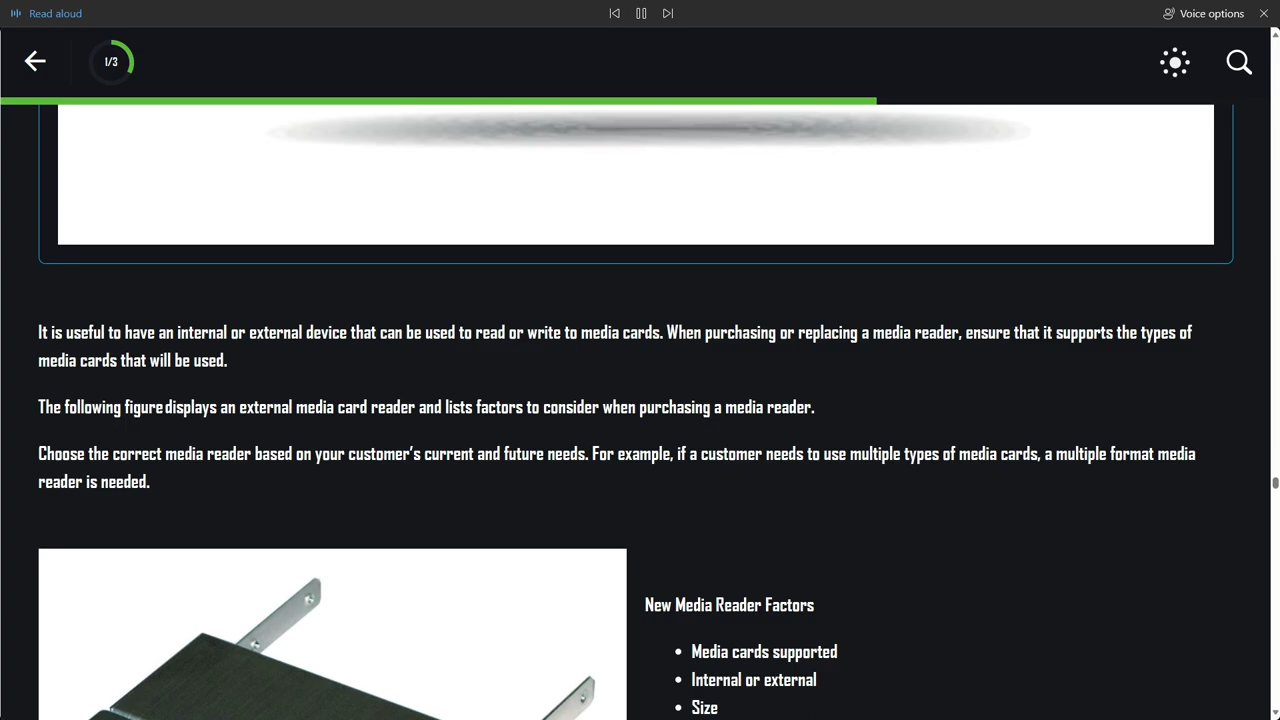 Read aloud
Voice options
1/3
It is useful to have an internal or external device that can be used to read or write to media cards. When purchasing or replacing a media reader, ensure that it supports the types of
media cards that will be used.
The following figure displays an external media card reader and lists factors to consider when purchasing a media reader.
Choose the correct media reader based on your customer’s current and future needs. For example, if a customer needs to use multiple types of media cards, a multiple format media
reader is needed.
New Media Reader Factors
• Media cards supported
• Internal or external
• Size